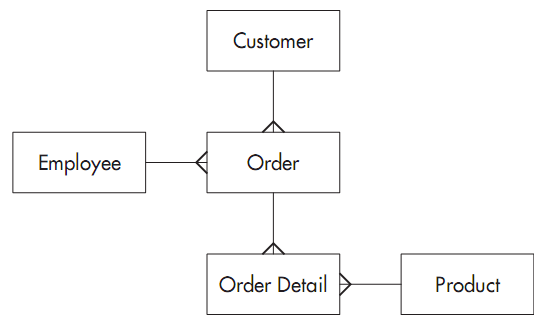 Customer
Employee
Order
Order Detail
Product